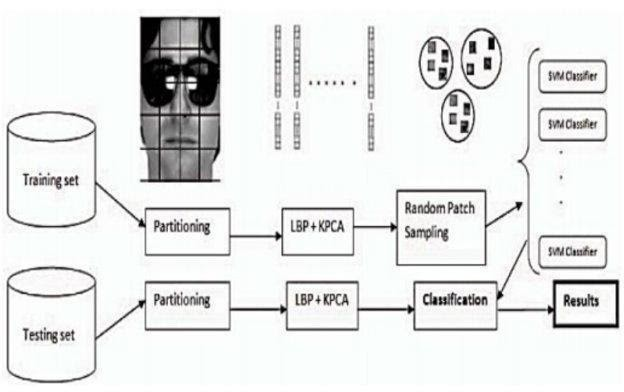 SVM Classifier
SVM Classifier
Training set
Partitioning
LBP + KPCA
Random Patch
Sampling
SVM Classifier
Testing set
Partitioning
LBP + KPCA
Classification
Results